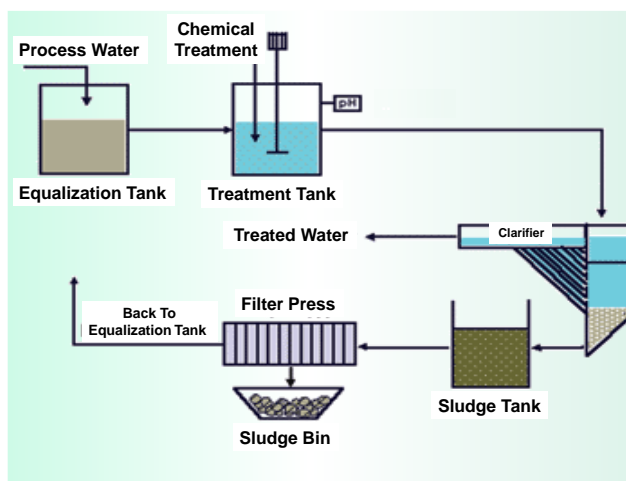 Chemical
Treatment
Process Water
pH
Equalization Tank
Treatment Tank
Treated Water
Clarifier
Back To
Equalization Tank
Filter Press
Sludge Tank
Sludge Bin